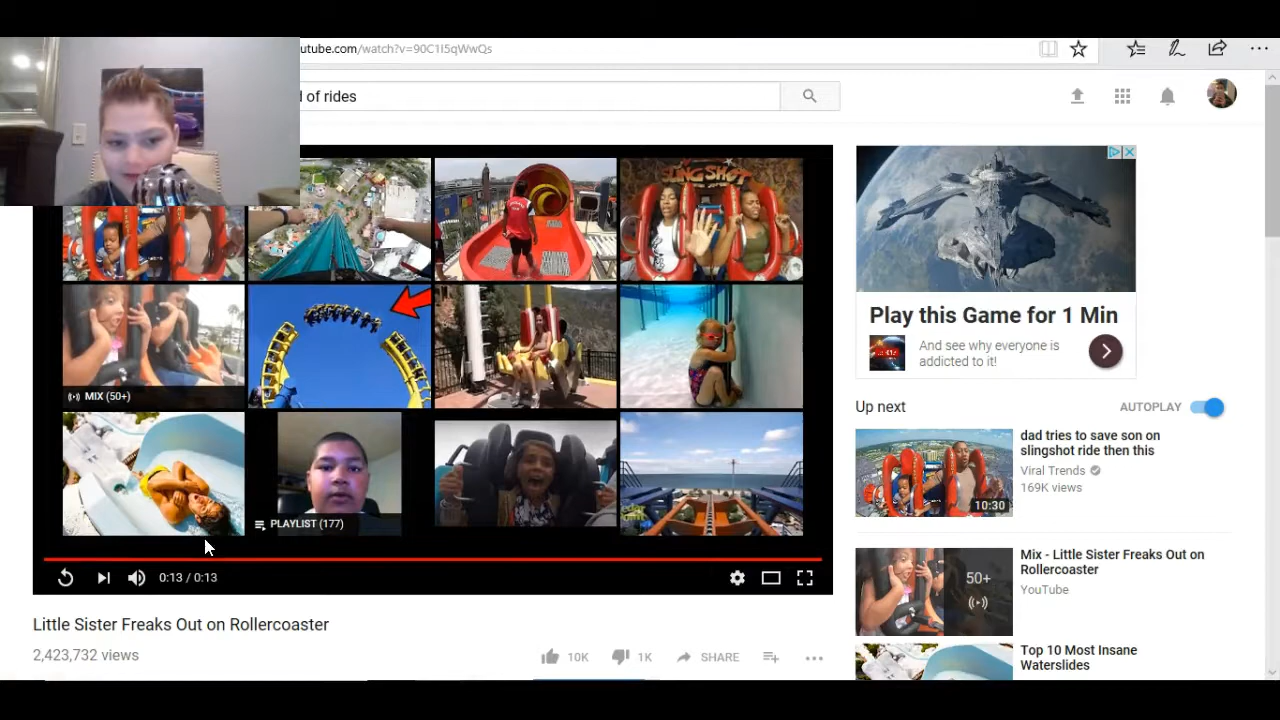 utube.com/watch?v=90C1I5qWwQs
d of rides
SLING SHOT
MIX (50+)
PLAYLIST (177)
0:13 / 0:13
Little Sister Freaks Out on Rollercoaster
2,423,732 views
10K
1K
SHARE
Play this Game for 1 Min
And see why everyone is
addicted to it!
Up next
AUTOPLAY
dad tries to save son on
slingshot ride then this
Viral Trends
169K views
10:30
50+
Mix - Little Sister Freaks Out on
Rollercoaster
YouTube
Top 10 Most Insane
Waterslides